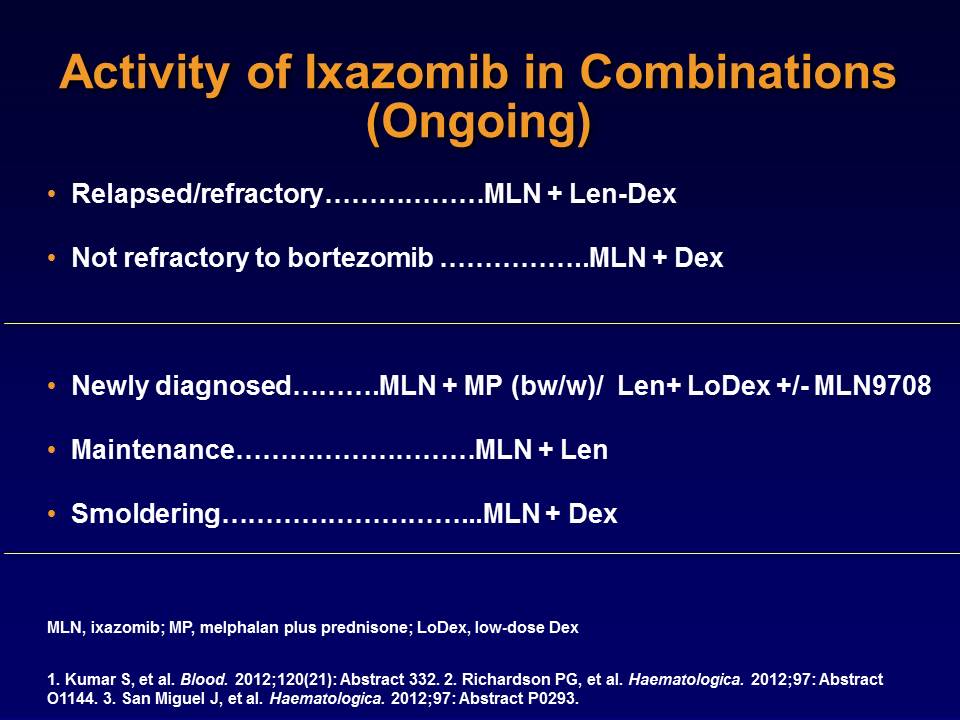 Activity of Ixazomib in Combinations
(Ongoing)
• Relapsed/refractory………………MLN + Len-Dex
• Not refractory to bortezomib ……………..MLN + Dex
• Newly diagnosed……….MLN + MP (bw/w)/ Len+ LoDex +/- MLN9708
• Maintenance………………………MLN + Len
• Smoldering………………………...MLN + Dex
MLN, ixazomib; MP, melphalan plus prednisone; LoDex, low-dose Dex
1. Kumar S, et al. Blood. 2012;120(21): Abstract 332. 2. Richardson PG, et al. Haematologica. 2012;97: Abstract
O1144. 3. San Miguel J, et al. Haematologica. 2012;97: Abstract P0293.